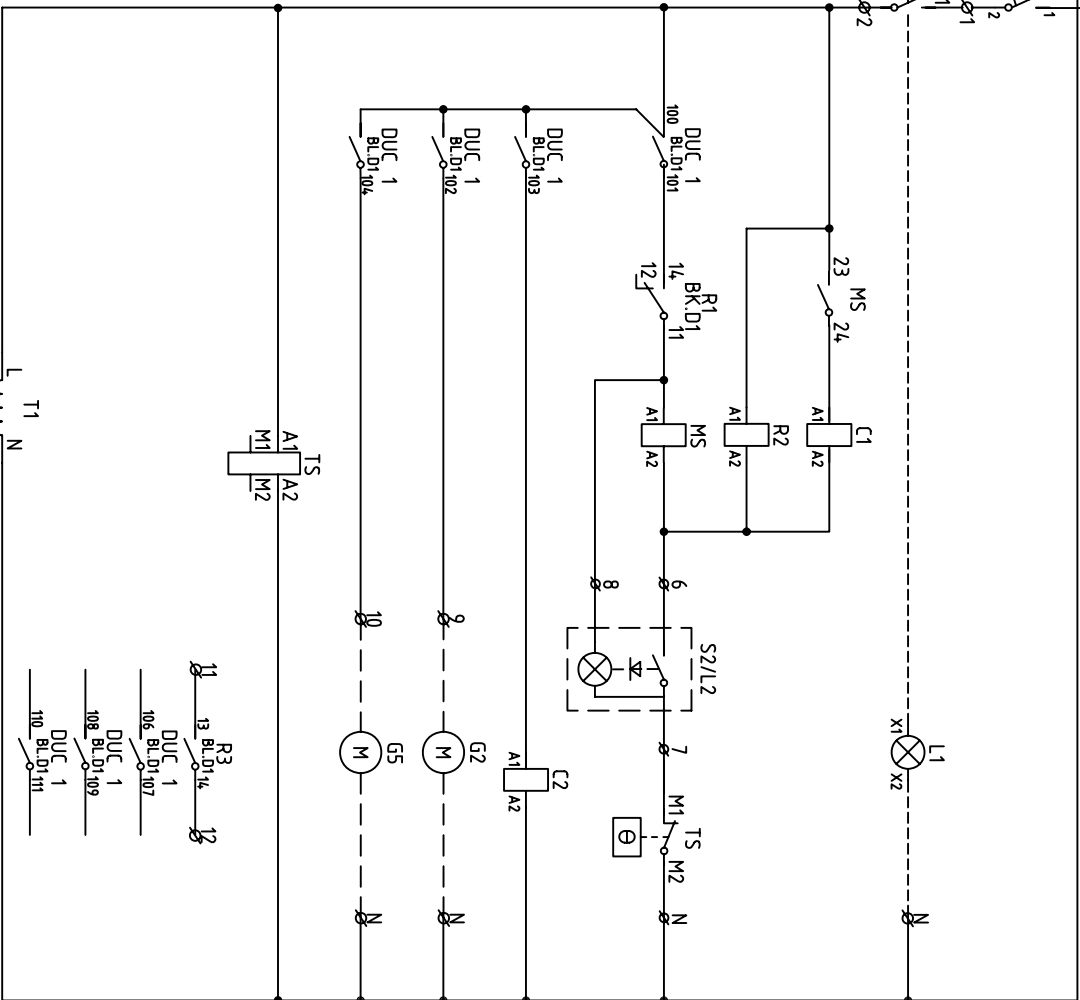 1
2
1
2
L1
X1 X2
N
MS
23 24
C1
A1 A2
R2
A1 A2
DUC 1
100 BL.D1 101
R1
14 BK.D1
12 11
MS
A1 A2
6
8
S2/L2
7
TS
M1 M2
θ
N
DUC 1
BL.D1 103
C2
A1 A2
DUC 1
BL.D1 102
9
G2
M
N
DUC 1
BL.D1 104
10
G5
M
N
TS
A1 A2
M1 M2
R3
11 13 BL.D1 14 12
DUC 1
106 BL.D1 107
DUC 1
108 BL.D1 109
DUC 1
110 BL.D1 111
T1
L N